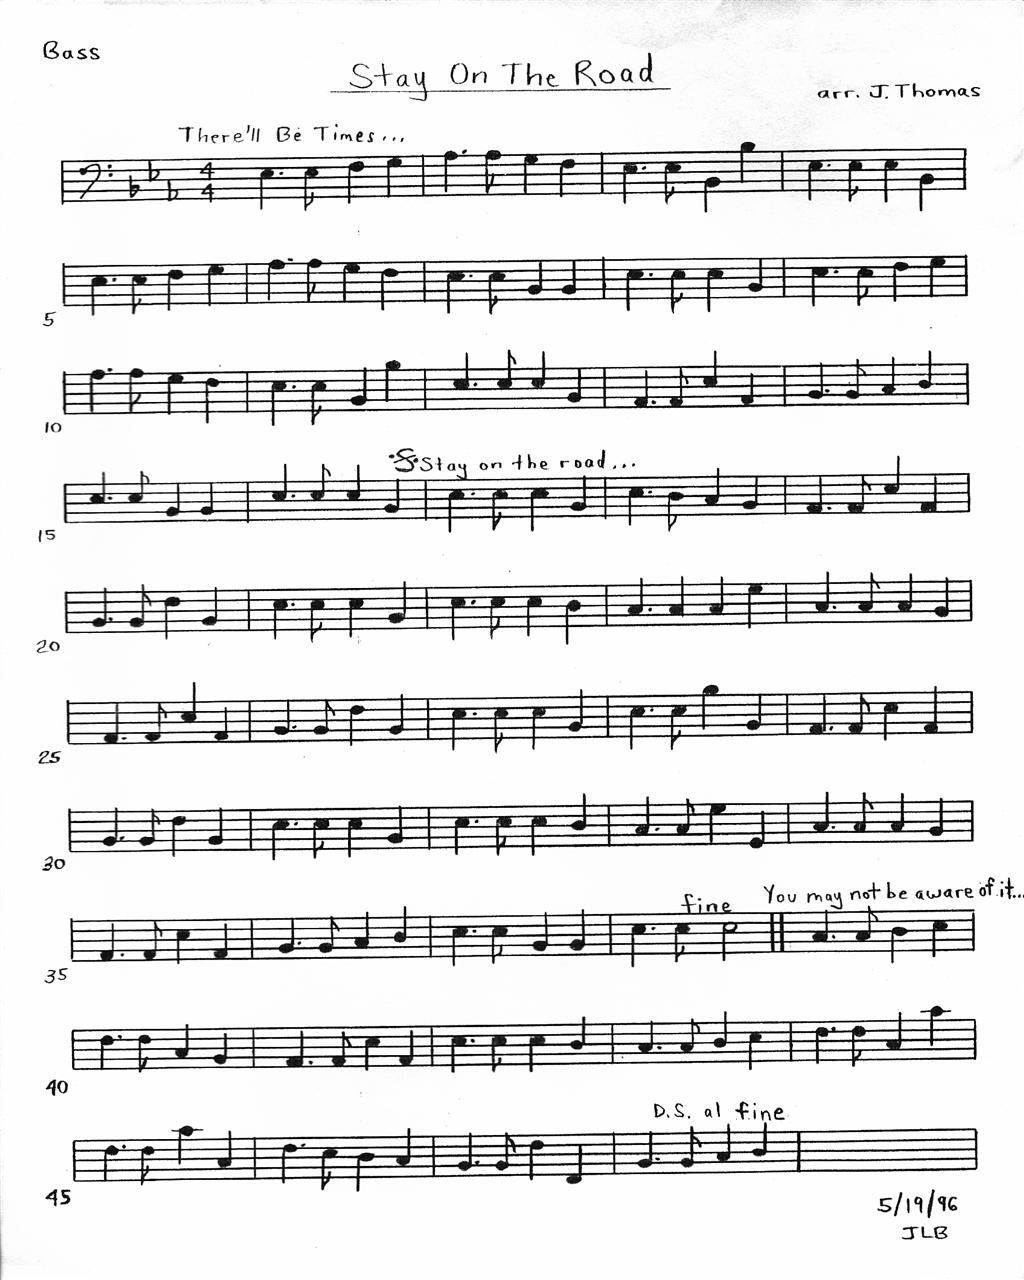 Bass
Stay On The Road
arr. J. Thomas
There'll Be Times...
4
4
5
10
Stay on the road...
15
20
25
30
fine
You may not be aware of it...
35
40
D.S. al fine
45
5/19/96
JLB